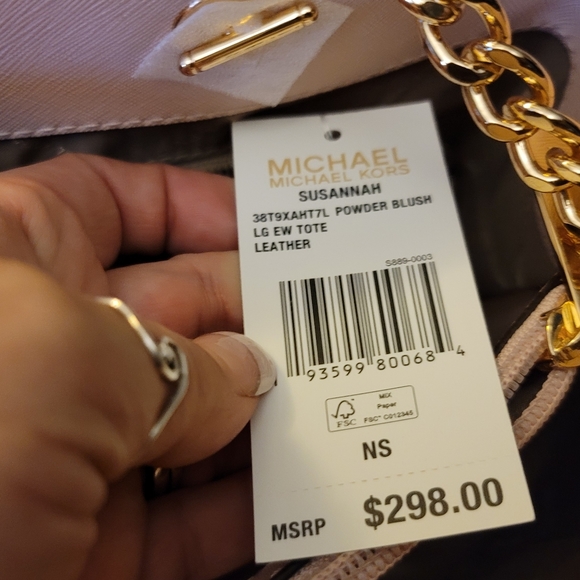 MICHAEL
MICHAEL KORS
SUSANNAH
38T9XAHT7L POWDER BLUSH
LG EW TOTE
LEATHER
S889-0003
93599 80068 4
FSC
MIX
Paper
FSC® C012345
NS
MSRP $298.00